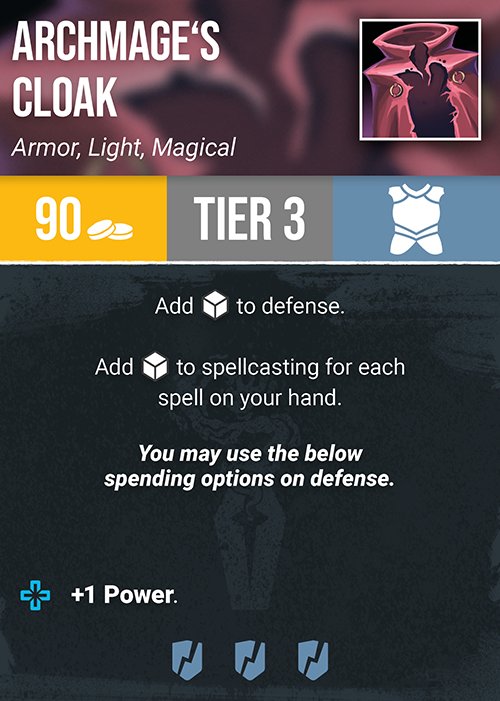 ARCHMAGE‘S
CLOAK
Armor, Light, Magical
90
TIER 3
Add to defense.
Add to spellcasting for each
spell on your hand.
You may use the below
spending options on defense.
+1 Power.